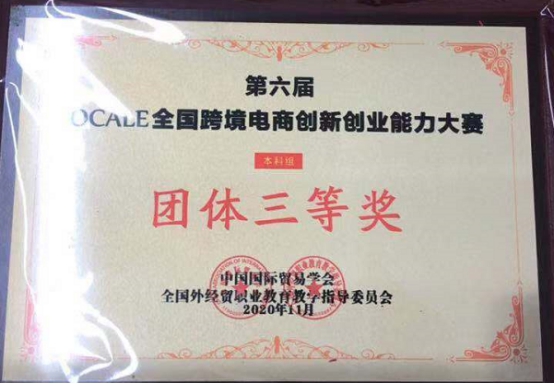 第六届
OCALE全国跨境电商创新创业能力大赛
本科组
团体三等奖
中国国际贸易学会
全国外经贸职业教育教学指导委员会
2020年11月